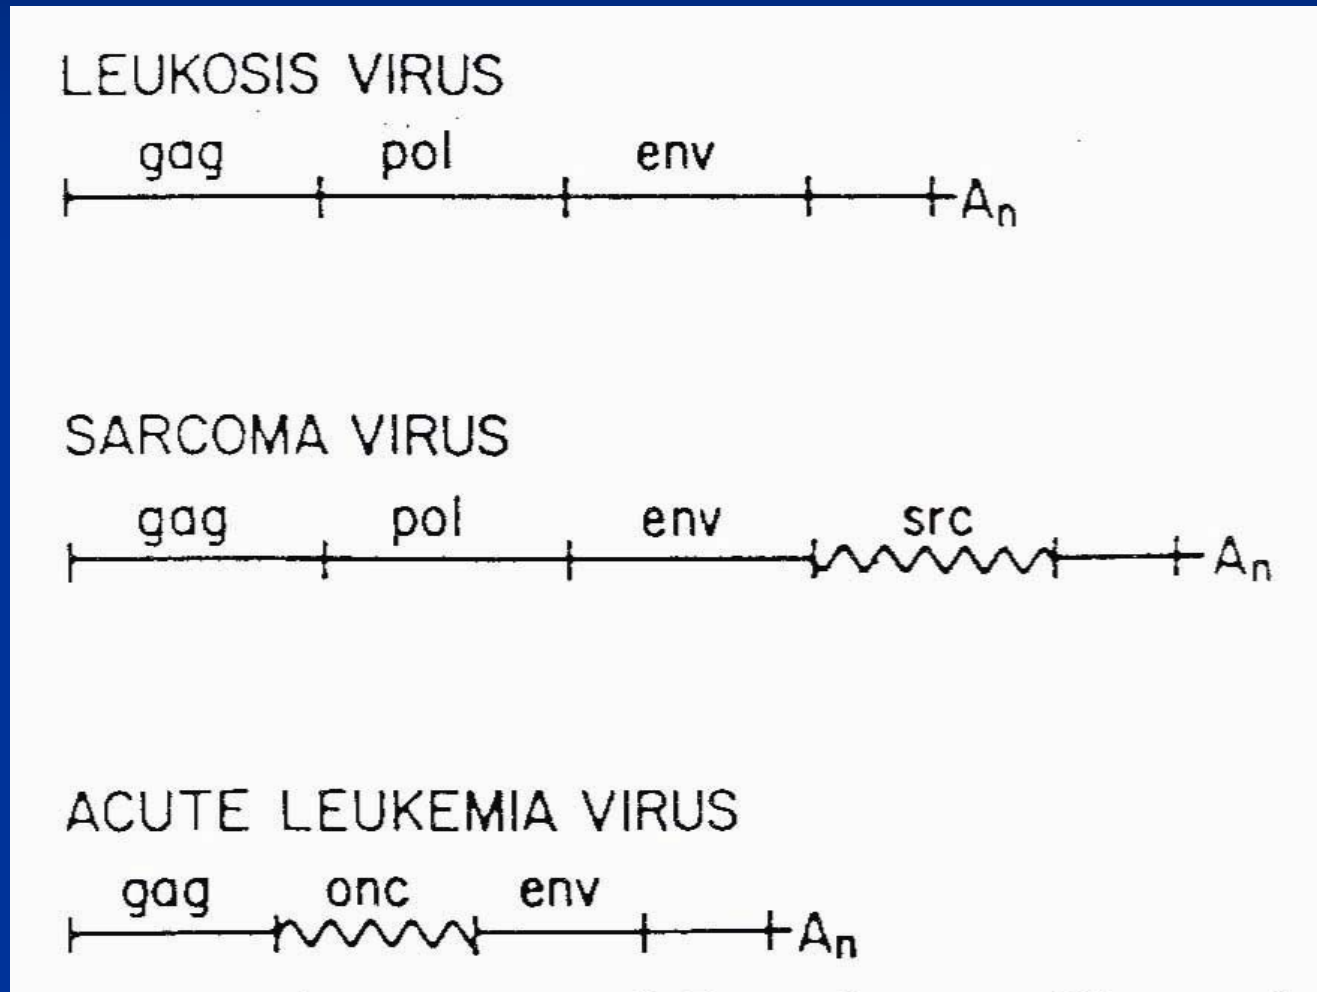 LEUKOSIS VIRUS
gag pol env
An
SARCOMA VIRUS
gag pol env src
An
ACUTE LEUKEMIA VIRUS
gag onc env
An